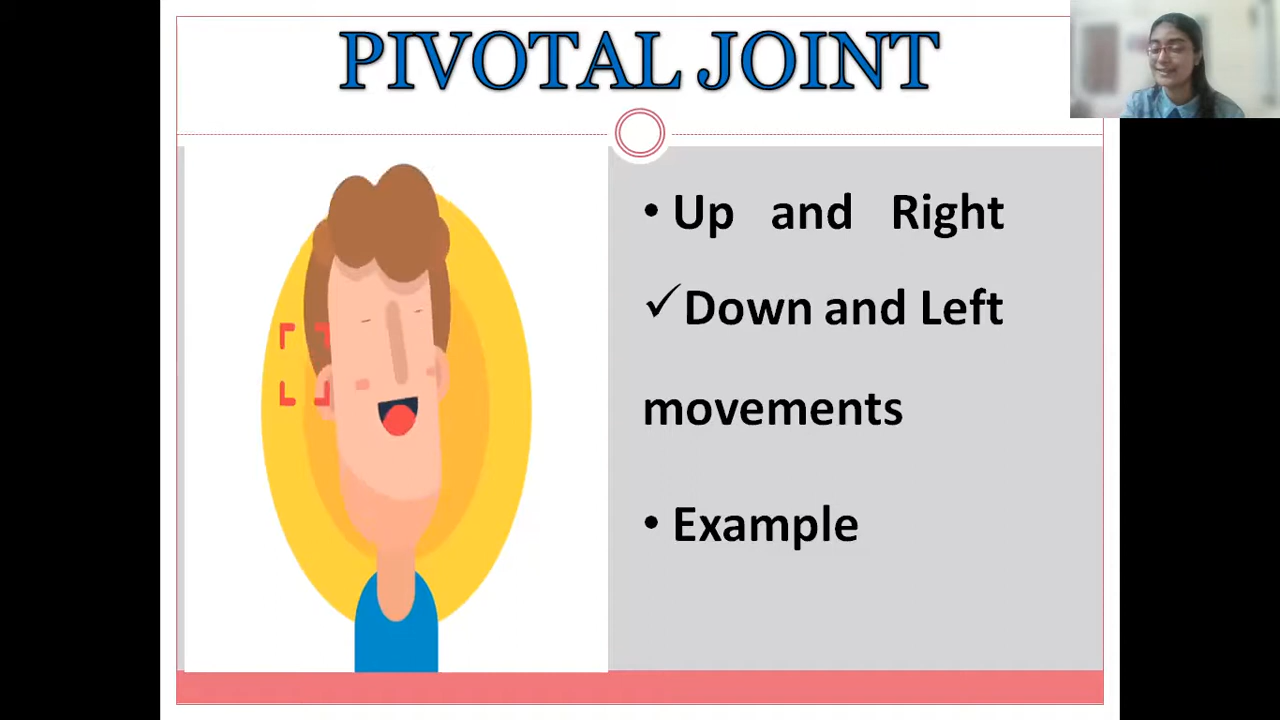 PIVOTAL JOINT
• Up and Right
✓Down and Left
movements
• Example